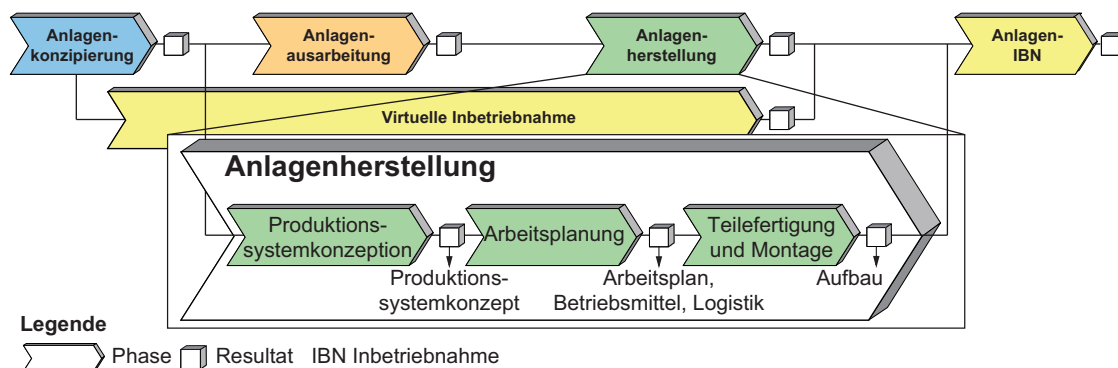 Anlagen-
konzipierung
Anlagen-
ausarbeitung
Anlagen-
herstellung
Anlagen-
IBN
Virtuelle Inbetriebnahme
Anlagenherstellung
Produktions-
systemkonzeption
Arbeitsplanung
Teilefertigung
und Montage
Produktions-
systemkonzept
Arbeitsplan,
Betriebsmittel, Logistik
Aufbau
Legende
Phase Resultat IBN Inbetriebnahme